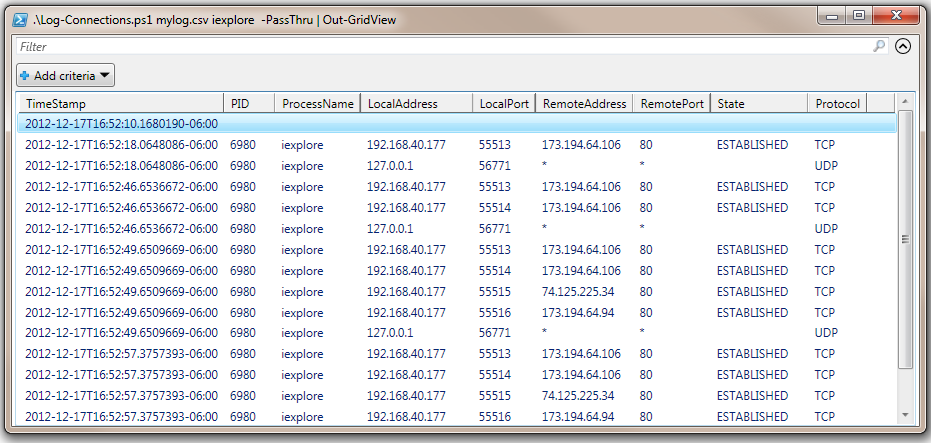 .\Log-Connections.ps1 mylog.csv iexplore -PassThru | Out-GridView
Filter
Add criteria
TimeStamp PID ProcessName LocalAddress LocalPort RemoteAddress RemotePort State Protocol
2012-12-17T16:52:10.1680190-06:00
2012-12-17T16:52:18.0648086-06:00 6980 iexplore 192.168.40.177 55513 173.194.64.106 80 ESTABLISHED TCP
2012-12-17T16:52:18.0648086-06:00 6980 iexplore 127.0.0.1 56771 * * UDP
2012-12-17T16:52:46.6536672-06:00 6980 iexplore 192.168.40.177 55513 173.194.64.106 80 ESTABLISHED TCP
2012-12-17T16:52:46.6536672-06:00 6980 iexplore 192.168.40.177 55514 173.194.64.106 80 ESTABLISHED TCP
2012-12-17T16:52:46.6536672-06:00 6980 iexplore 127.0.0.1 56771 * * UDP
2012-12-17T16:52:49.6509669-06:00 6980 iexplore 192.168.40.177 55513 173.194.64.106 80 ESTABLISHED TCP
2012-12-17T16:52:49.6509669-06:00 6980 iexplore 192.168.40.177 55514 173.194.64.106 80 ESTABLISHED TCP
2012-12-17T16:52:49.6509669-06:00 6980 iexplore 192.168.40.177 55515 74.125.225.34 80 ESTABLISHED TCP
2012-12-17T16:52:49.6509669-06:00 6980 iexplore 192.168.40.177 55516 173.194.64.94 80 ESTABLISHED TCP
2012-12-17T16:52:49.6509669-06:00 6980 iexplore 127.0.0.1 56771 * * UDP
2012-12-17T16:52:57.3757393-06:00 6980 iexplore 192.168.40.177 55513 173.194.64.106 80 ESTABLISHED TCP
2012-12-17T16:52:57.3757393-06:00 6980 iexplore 192.168.40.177 55514 173.194.64.106 80 ESTABLISHED TCP
2012-12-17T16:52:57.3757393-06:00 6980 iexplore 192.168.40.177 55515 74.125.225.34 80 ESTABLISHED TCP
2012-12-17T16:52:57.3757393-06:00 6980 iexplore 192.168.40.177 55516 173.194.64.94 80 ESTABLISHED TCP